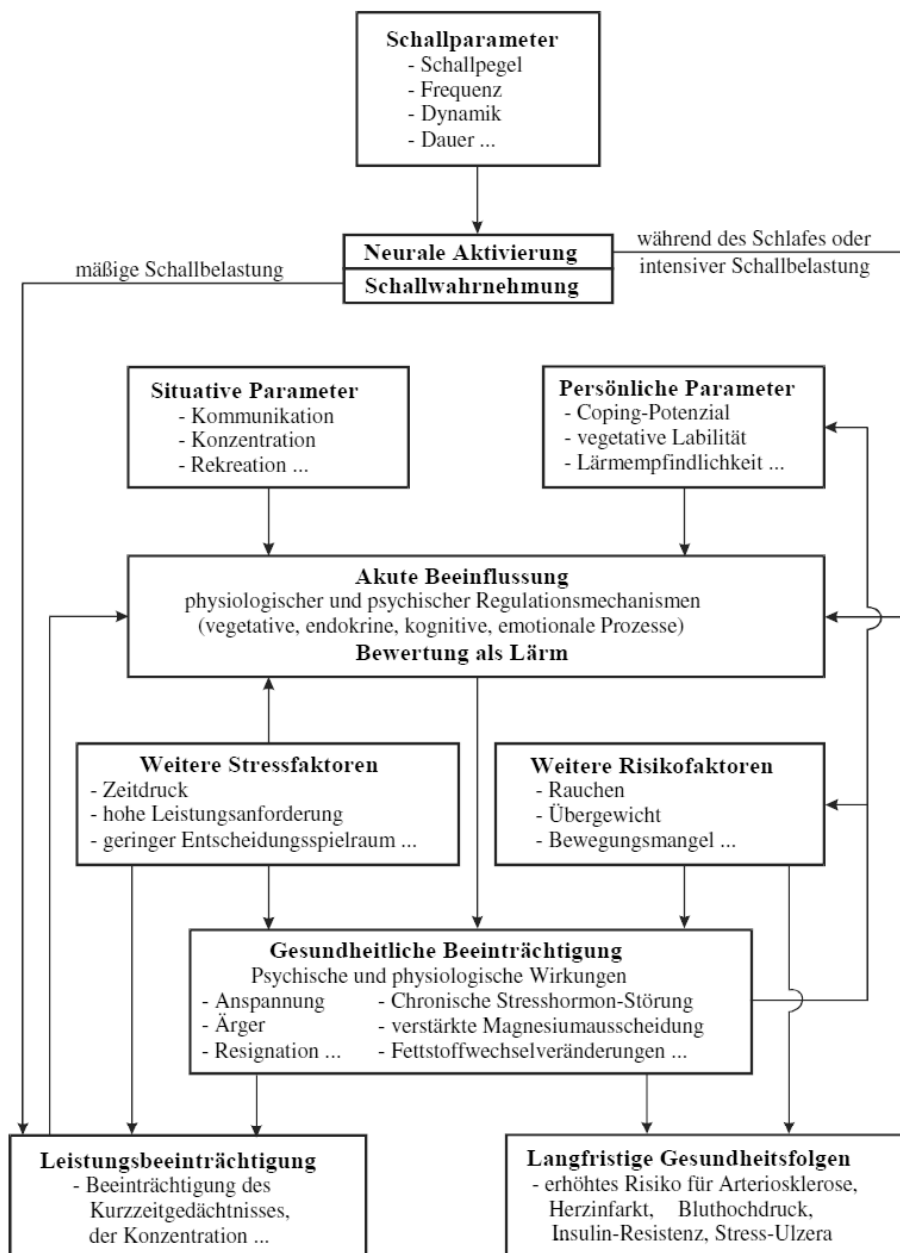 Schallparameter
- Schallpegel
- Frequenz
- Dynamik
- Dauer ...
Neurale Aktivierung
Schallwahrnehmung
mäßige Schallbelastung
während des Schlafes oder
intensiver Schallbelastung
Situative Parameter
- Kommunikation
- Konzentration
- Rekreation ...
Persönliche Parameter
- Coping-Potenzial
- vegetative Labilität
- Lärmempfindlichkeit ...
Akute Beeinflussung
physiologischer und psychischer Regulationsmechanismen
(vegetative, endokrine, kognitive, emotionale Prozesse)
Bewertung als Lärm
Weitere Stressfaktoren
- Zeitdruck
- hohe Leistungsanforderung
- geringer Entscheidungsspielraum ...
Weitere Risikofaktoren
- Rauchen
- Übergewicht
- Bewegungsmangel ...
Gesundheitliche Beeinträchtigung
Psychische und physiologische Wirkungen
- Anspannung
- Ärger
- Resignation ...
- Chronische Stresshormon-Störung
- verstärkte Magnesiumausscheidung
- Fettstoffwechselveränderungen ...
Leistungsbeeinträchtigung
- Beeinträchtigung des
Kurzzeitgedächtnisses,
der Konzentration ...
Langfristige Gesundheitsfolgen
- erhöhtes Risiko für Arteriosklerose,
Herzinfarkt, Bluthochdruck,
Insulin-Resistenz, Stress-Ulzera